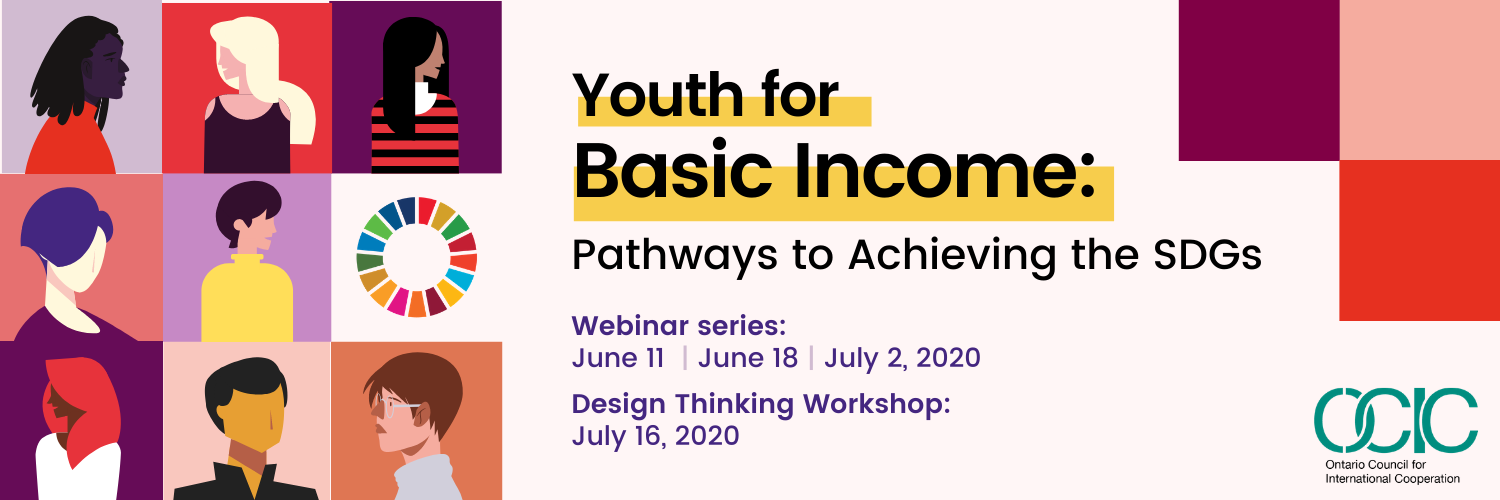 Youth for
Basic Income:
Pathways to Achieving the SDGs
Webinar series:
June 11 | June 18 | July 2, 2020
Design Thinking Workshop:
July 16, 2020
OCIC
Ontario Council for
International Cooperation